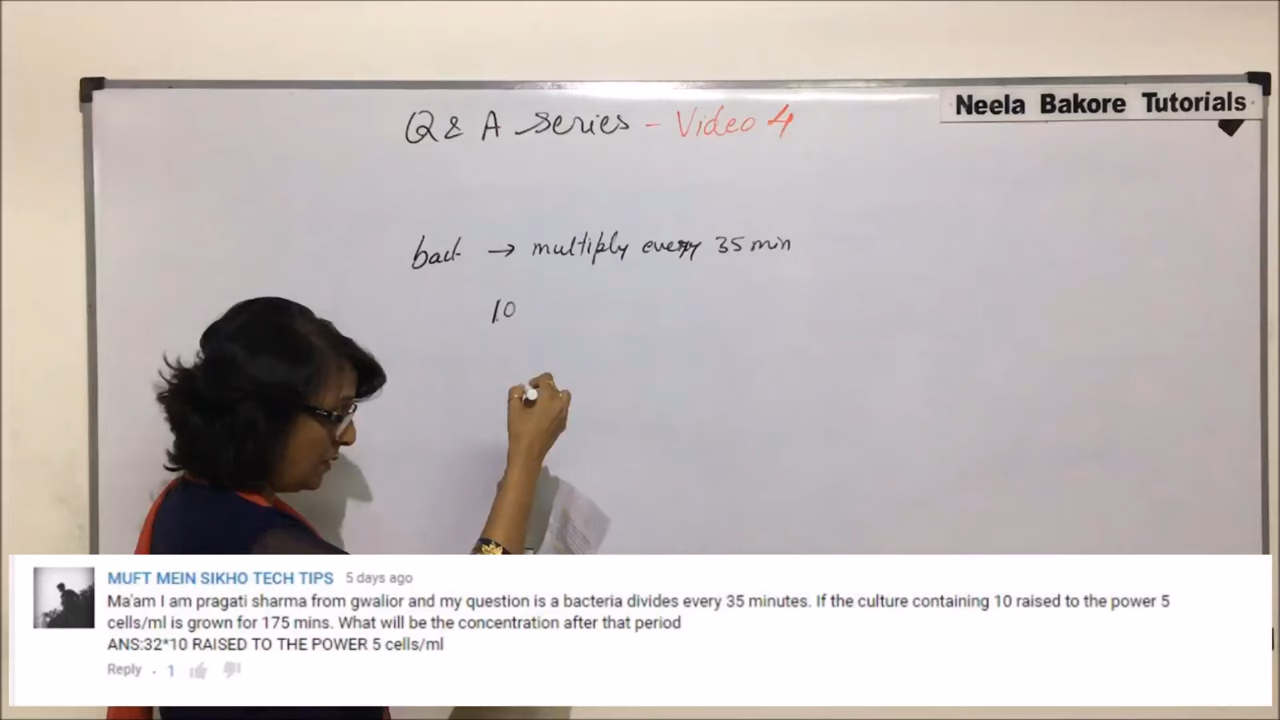 Neela Bakore Tutorials
Q & A Series - Video 4
bact → multiply every 35 min
10
MUFT MEIN SIKHO TECH TIPS 5 days ago
Ma'am I am pragati sharma from gwalior and my question is a bacteria divides every 35 minutes. If the culture containing 10 raised to the power 5
cells/ml is grown for 175 mins. What will be the concentration after that period
ANS:32*10 RAISED TO THE POWER 5 cells/ml
Reply . 1